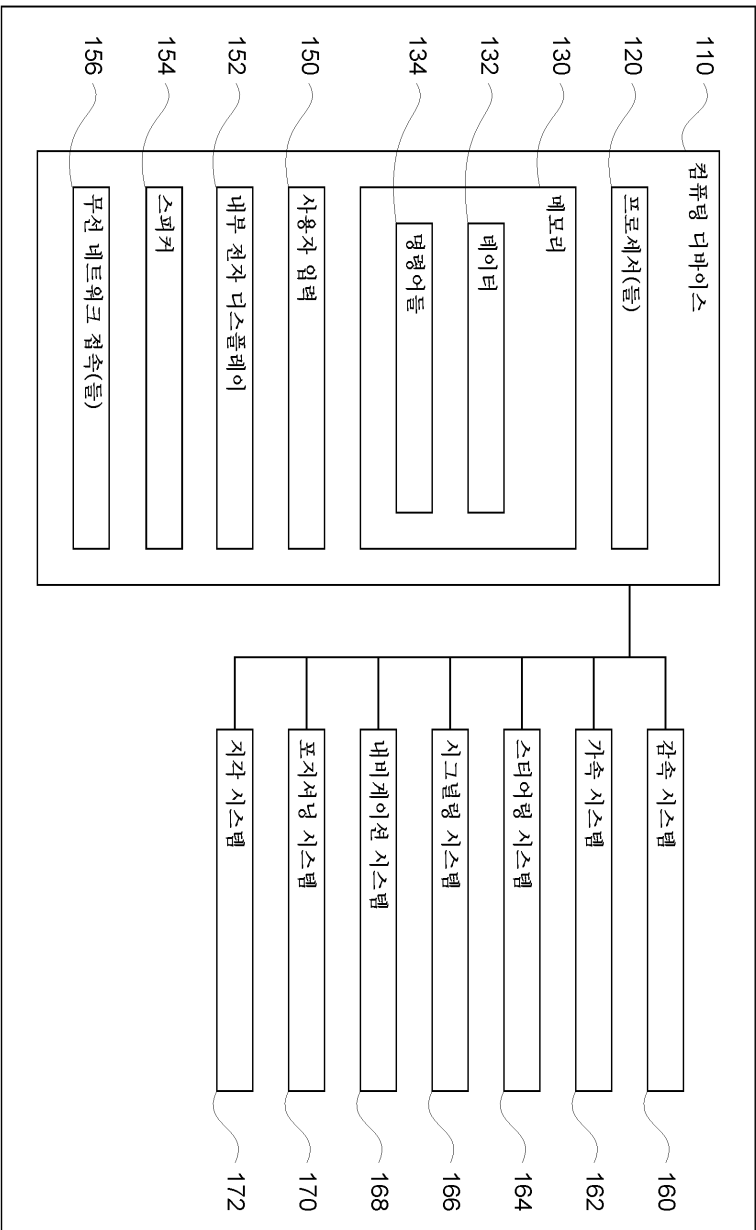 110
컴퓨팅 디바이스
120
프로세서(들)
130
메모리
132
데이터
134
명령어들
150
사용자 입력
152
내부 전자 디스플레이
154
스피커
156
무선 네트워크 접속(들)
감속 시스템
160
가속 시스템
162
스티어링 시스템
164
시그널링 시스템
166
내비게이션 시스템
168
포지셔닝 시스템
170
지각 시스템
172